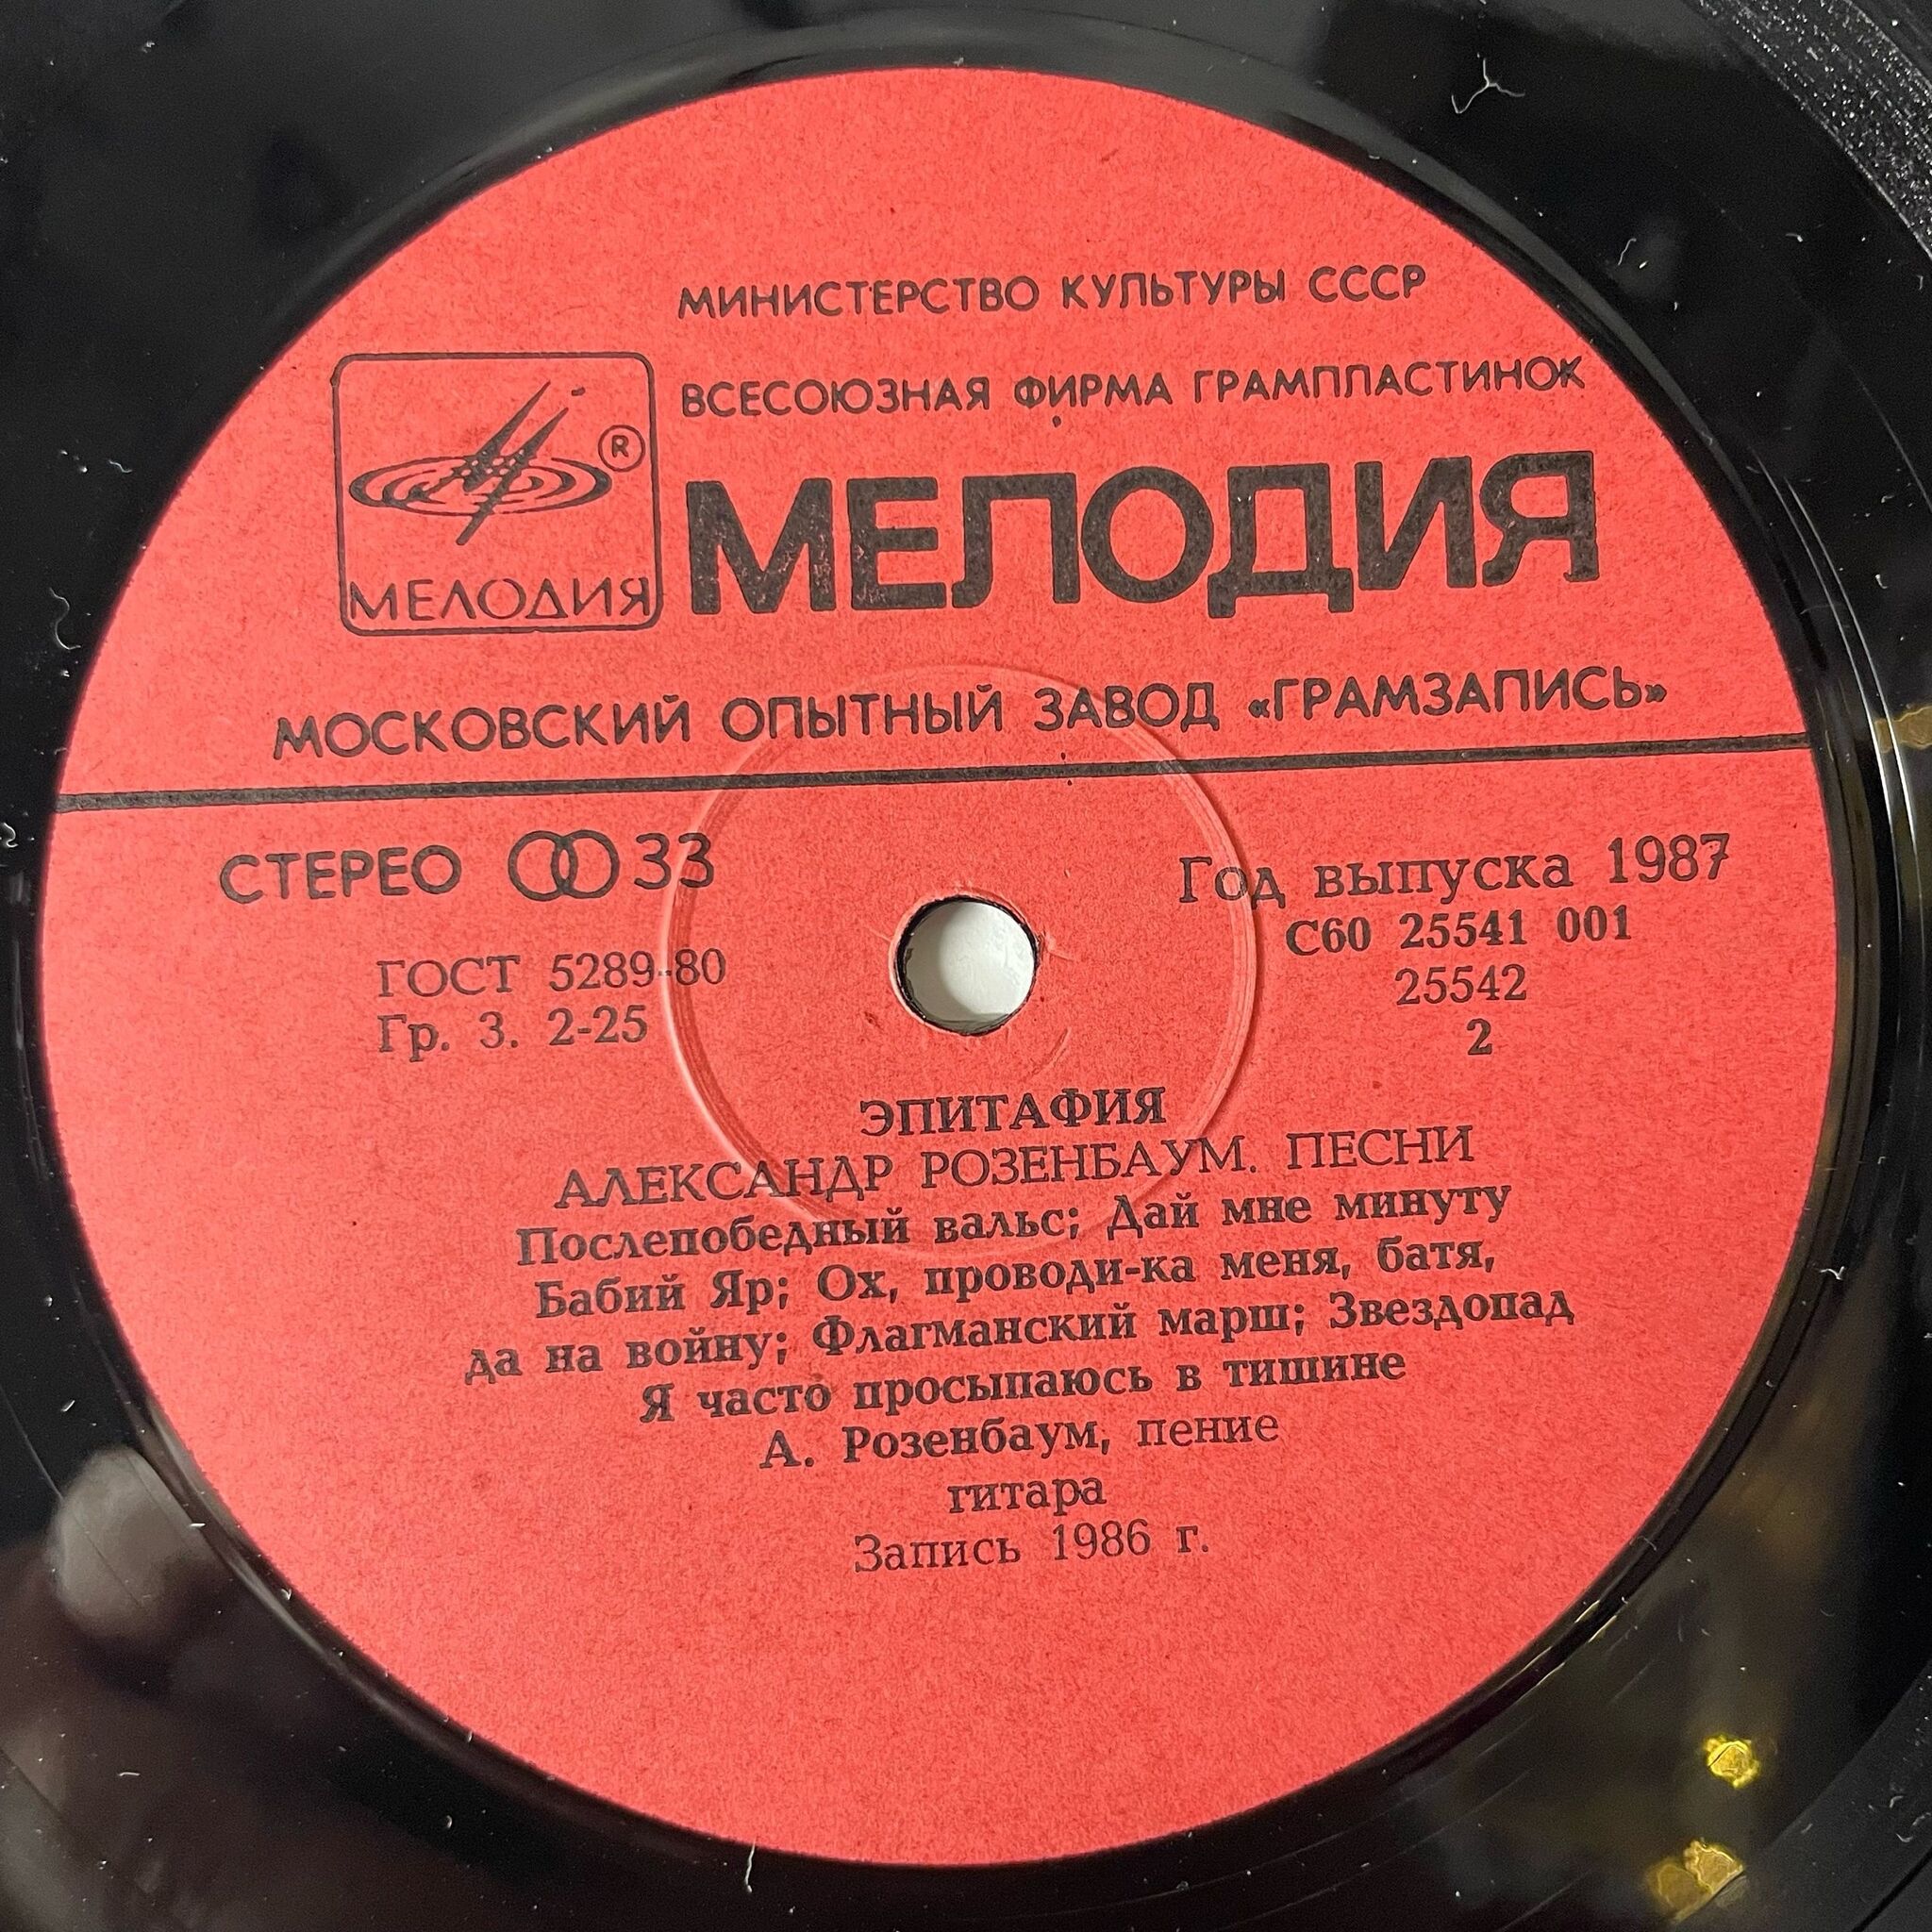 МИНИСТЕРСТВО КУЛЬТУРЫ СССР
ВСЕСОЮЗНАЯ ФИРМА ГРАМПЛАСТИНОК
®
МЕЛОДИЯ
МЕЛОДИЯ
МОСКОВСКИЙ ОПЫТНЫЙ ЗАВОД «ГРАМЗАПИСЬ»
СТЕРЕО 33
Год выпуска 1987
С60 25541 001
ГОСТ 5289-80
25542
Гр. 3. 2-25
2
ЭПИТАФИЯ
АЛЕКСАНДР РОЗЕНБАУМ. ПЕСНИ
Послепобедный вальс; Дай мне минуту
Бабий Яр; Ох, проводи-ка меня, батя,
да на войну; Флагманский марш; Звездопад
Я часто просыпаюсь в тишине
А. Розенбаум, пение
гитара
Запись 1986 г.